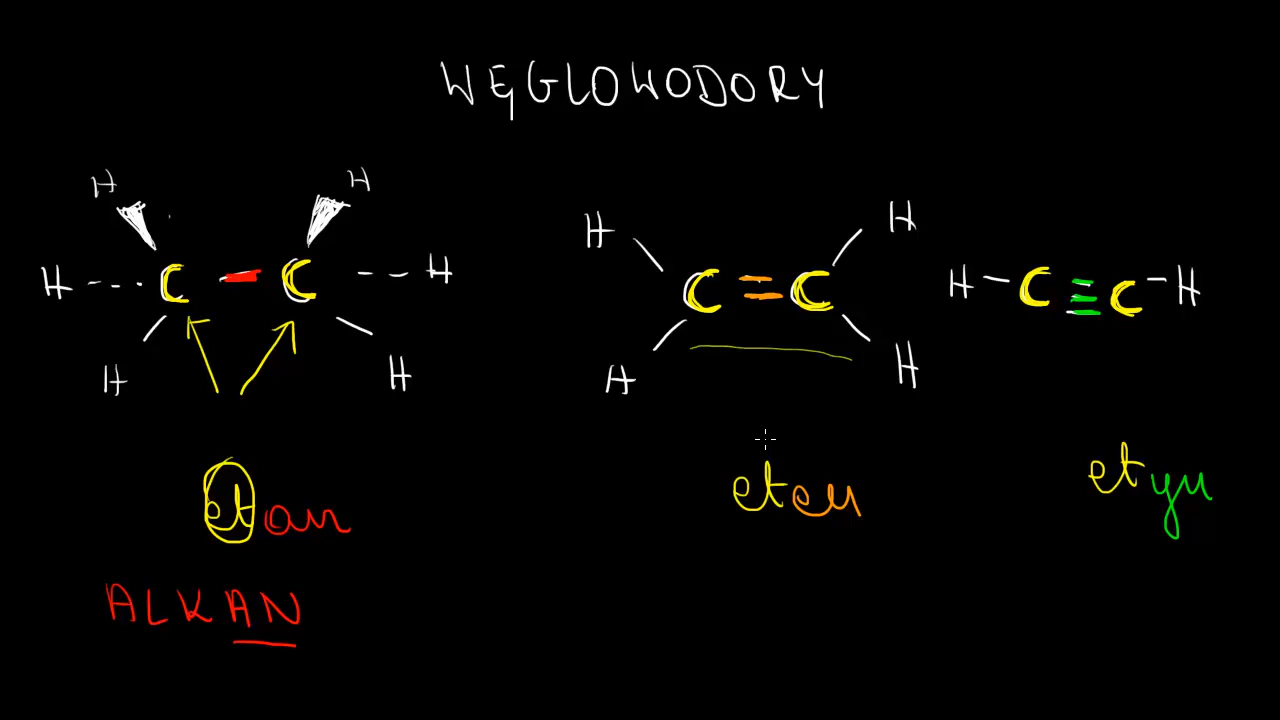 WĘGLOWODORY
H H
H C C H
H H
H H
C C
H H
H C C H
etan
eten
etyn
ALKAN